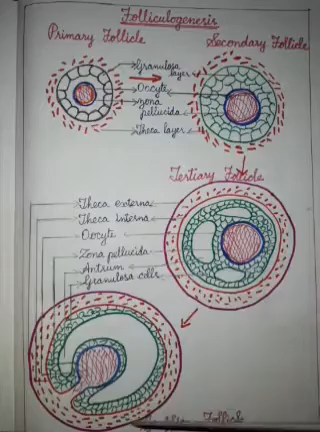 Folliculogenesis
Primary Follicle
Secondary Follicle
Granulosa
layer
Oocyte
Zona
pellucida
Theca layer
Tertiary Follicle
Theca externa
Theca Interna
Oocyte
Zona pellucida
Antrum
Granulosa cells
Follicle